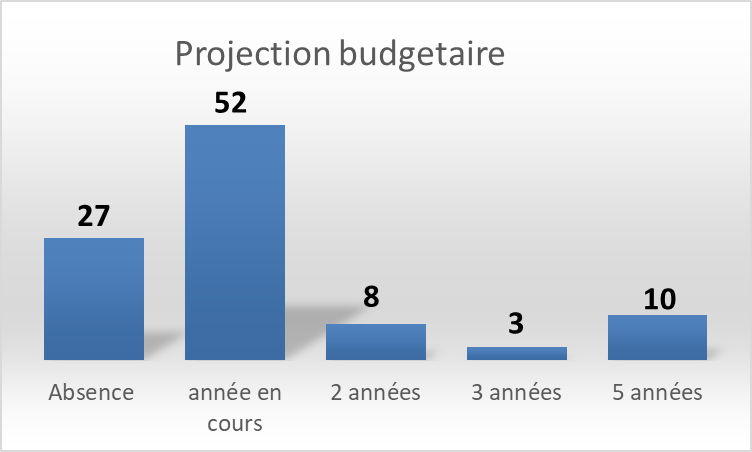 Projection budgetaire
52
27
8
3
10
Absence
année en
cours
2 années
3 années
5 années